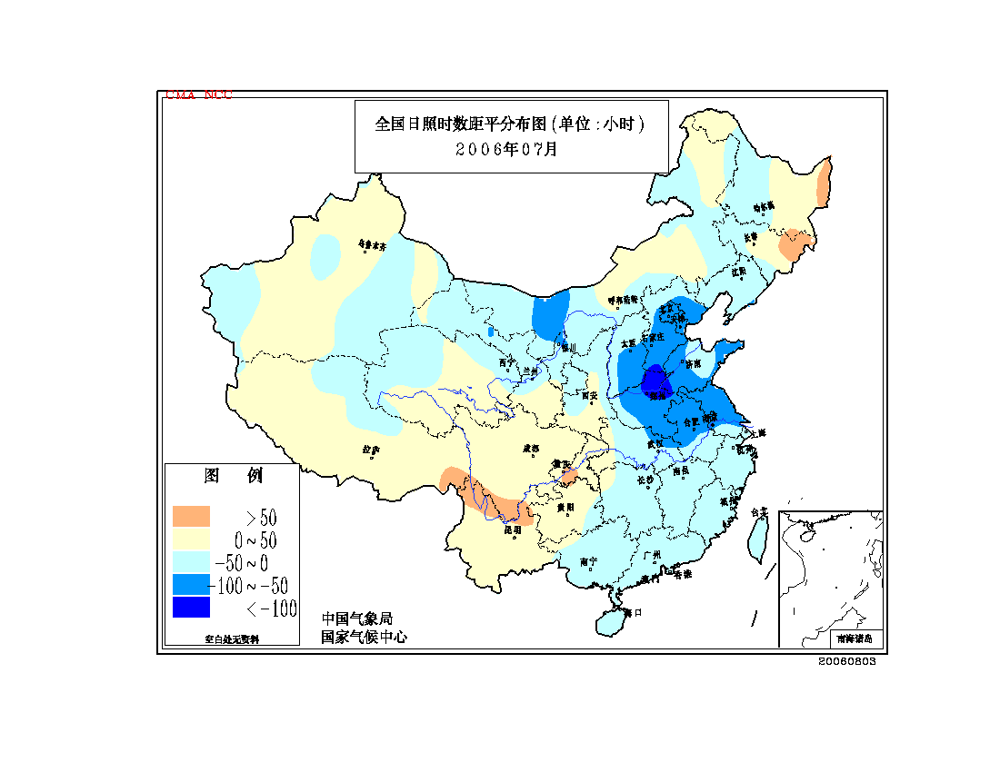 CMA NCC
全国日照时数距平分布图(单位:小时)
2006年07月
哈尔滨
长春
乌鲁木齐
沈阳
呼和浩特
北京
天津
石家庄
太原
银川
济南
西宁
兰州
西安
郑州
合肥
南京
上海
拉萨
成都
武汉
杭州
重庆
南昌
长沙
贵阳
福州
台北
昆明
南宁
广州
澳门
香港
海口
图 例
>50
0~50
-50~0
-100~-50
<-100
空白处无资料
中国气象局
国家气候中心
南海诸岛
20060803